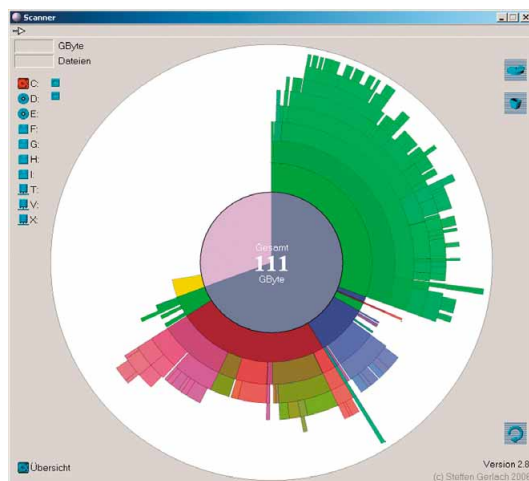 Scanner
GByte
Dateien
C:
D:
E:
F:
G:
H:
I:
T:
V:
X:
Gesamt
111
GByte
Übersicht
Version 2.8
(c) Steffen Gerlach 2008